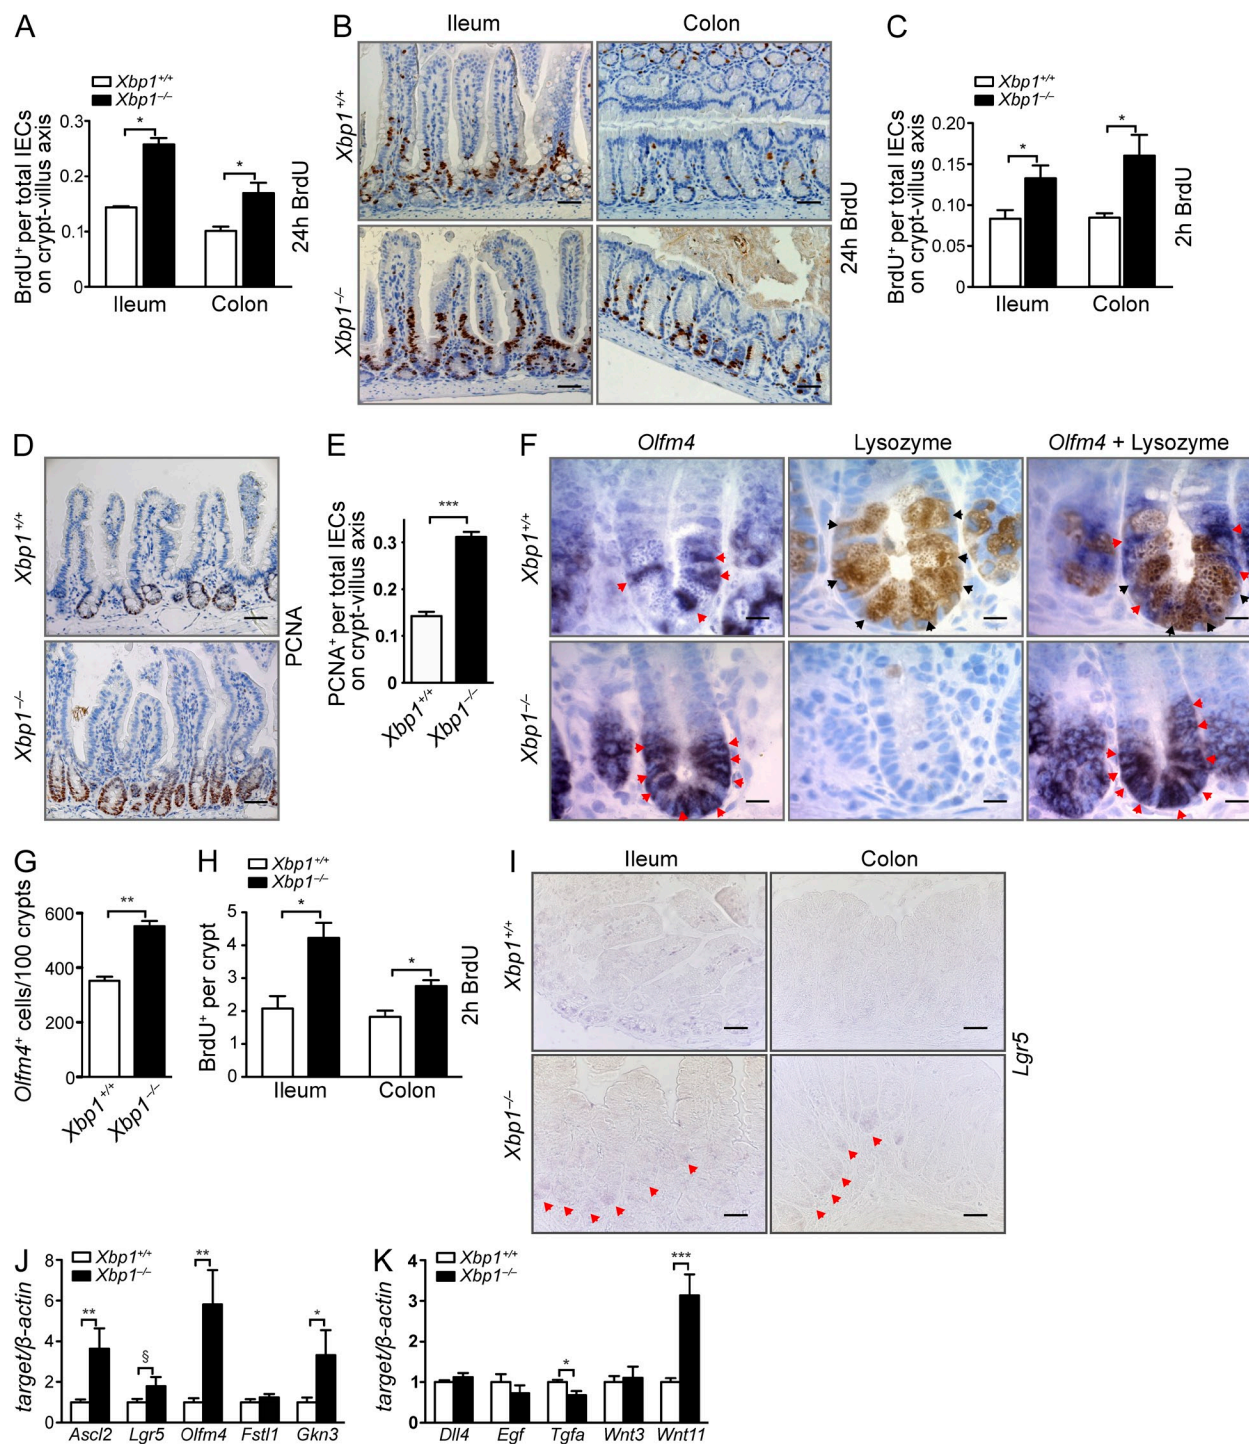 A
Xbp1+/+
Xbp1–/–
BrdU+ per total IECs
on crypt-villus axis
0.3
0.2
0.1
0
*
*
Ileum
Colon
24h BrdU
B
Ileum
Colon
Xbp1+/+
Xbp1–/–
24h BrdU
C
Xbp1+/+
Xbp1–/–
BrdU+ per total IECs
on crypt-villus axis
0.20
0.15
0.10
0.05
0
*
*
Ileum
Colon
2h BrdU
D
Xbp1+/+
Xbp1–/–
PCNA
E
PCNA+ per total IECs
on crypt-villus axis
0.3
0.2
0.1
0
***
Xbp1+/+
Xbp1–/–
F
Olfm4
Lysozyme
Olfm4 + Lysozyme
Xbp1+/+
Xbp1–/–
G
Olfm4+ cells/100 crypts
600
400
200
0
**
Xbp1+/+
Xbp1–/–
H
Xbp1+/+
Xbp1–/–
BrdU+ per crypt
5
4
3
2
1
0
*
*
Ileum
Colon
2h BrdU
I
Ileum
Colon
Xbp1+/+
Xbp1–/–
Lgr5
J
Xbp1+/+
Xbp1–/–
target/β-actin
8
6
4
2
0
**
§
**
*
Ascl2
Lgr5
Olfm4
Fstl1
Gkn3
K
Xbp1+/+
Xbp1–/–
target/β-actin
4
3
2
1
0
*
***
Dll4
Egf
Tgfa
Wnt3
Wnt11